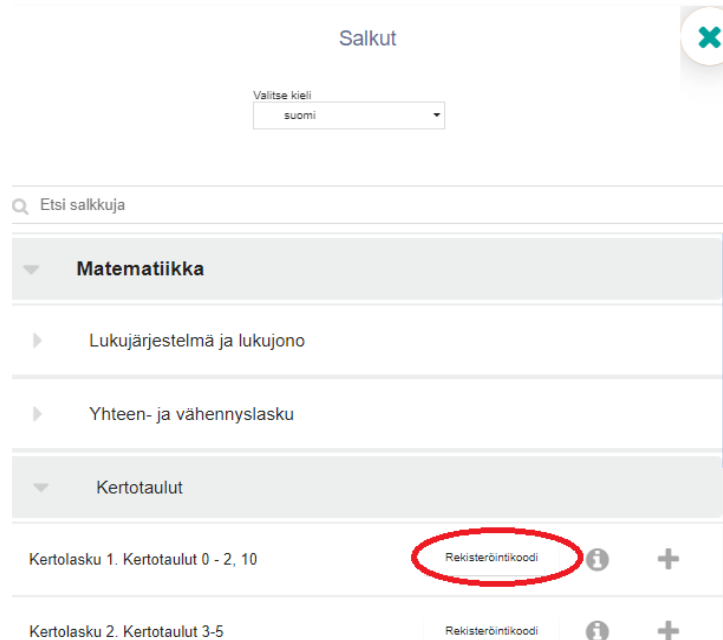 Salkut
Valitse kieli
suomi
Etsi salkkuja
Matematiikka
Lukujärjestelmä ja lukujono
Yhteen- ja vähennyslasku
Kertotaulut
Kertolasku 1. Kertotaulut 0 - 2, 10 Rekisteröintikoodi
Kertolasku 2. Kertotaulut 3-5 Rekisteröintikoodi